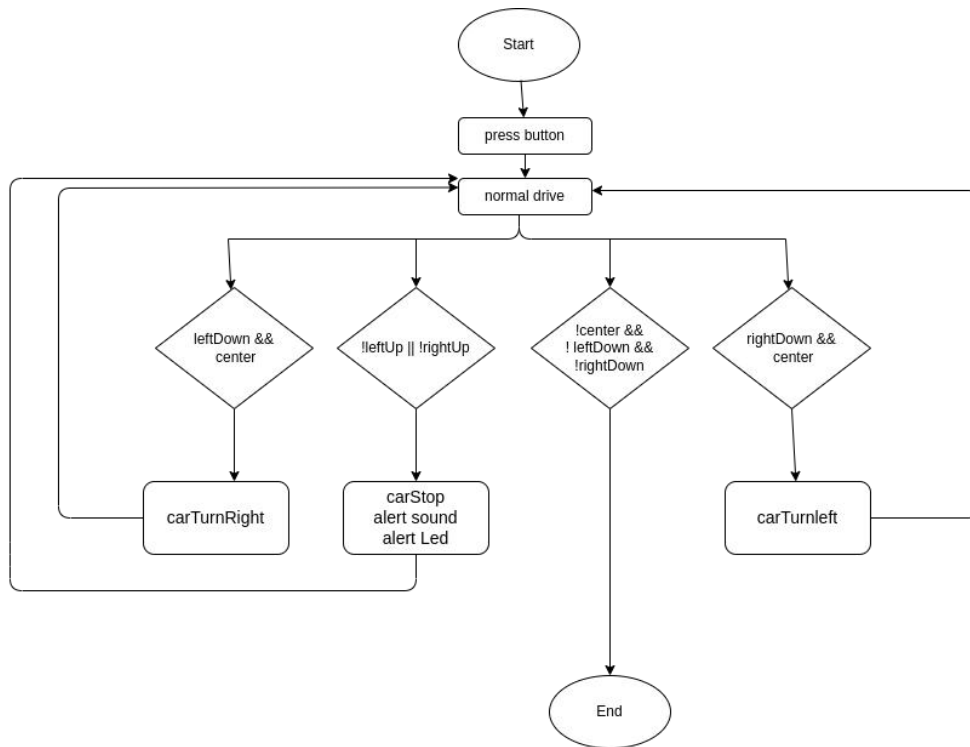 Start
press button
normal drive
leftDown &&
center
!leftUp || !rightUp
!center &&
! leftDown &&
!rightDown
rightDown &&
center
carTurnRight
carStop
alert sound
alert Led
carTurnleft
End